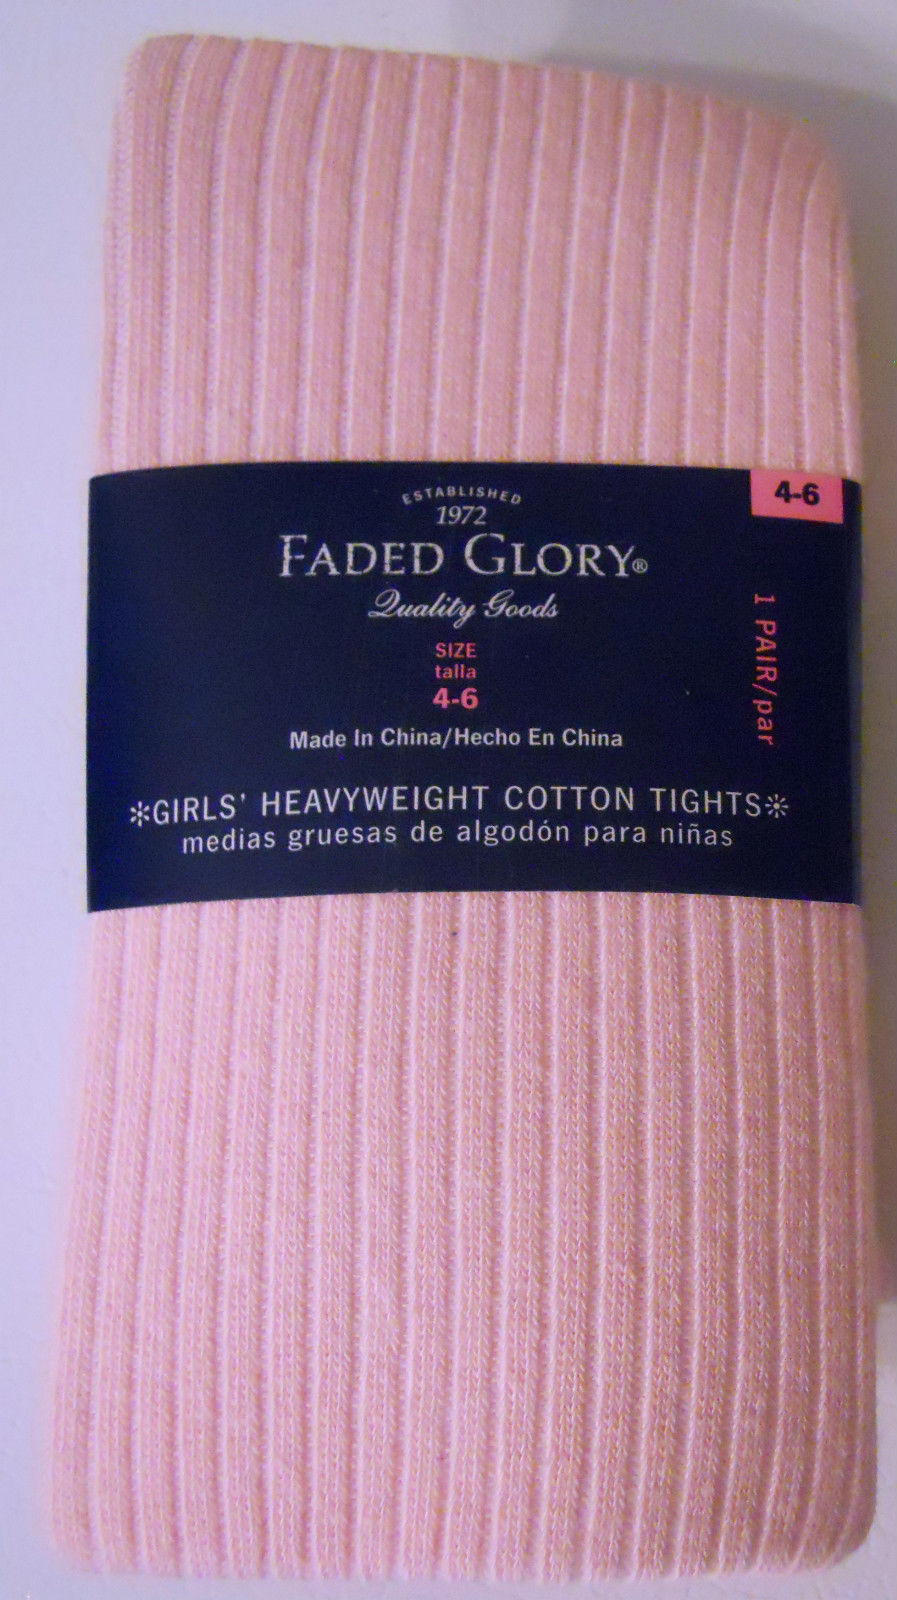 ESTABLISHED
1972
FADED GLORY®
Quality Goods
SIZE
talla
4-6
Made In China/Hecho En China
*GIRLS' HEAVYWEIGHT COTTON TIGHTS*
medias gruesas de algodón para niñas
4-6
1 PAIR/par